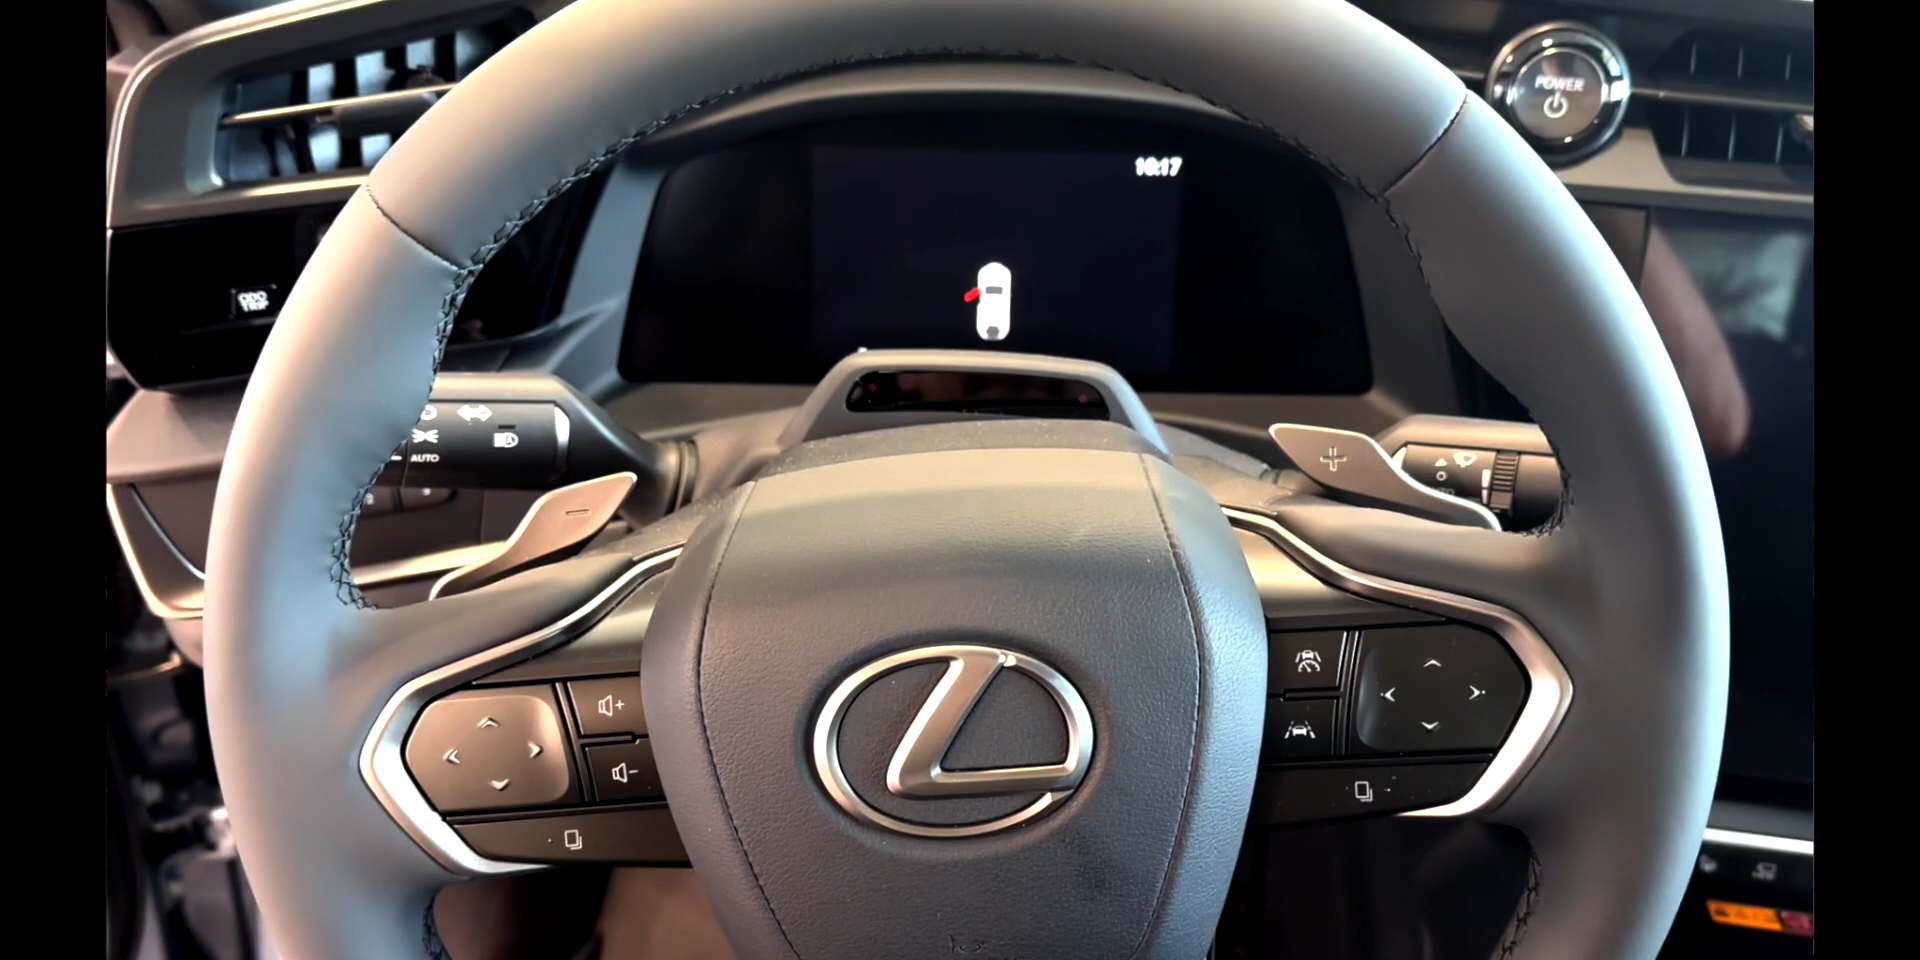 POWER
10:17
ODO
TRIP
AUTO
+
-
+
-